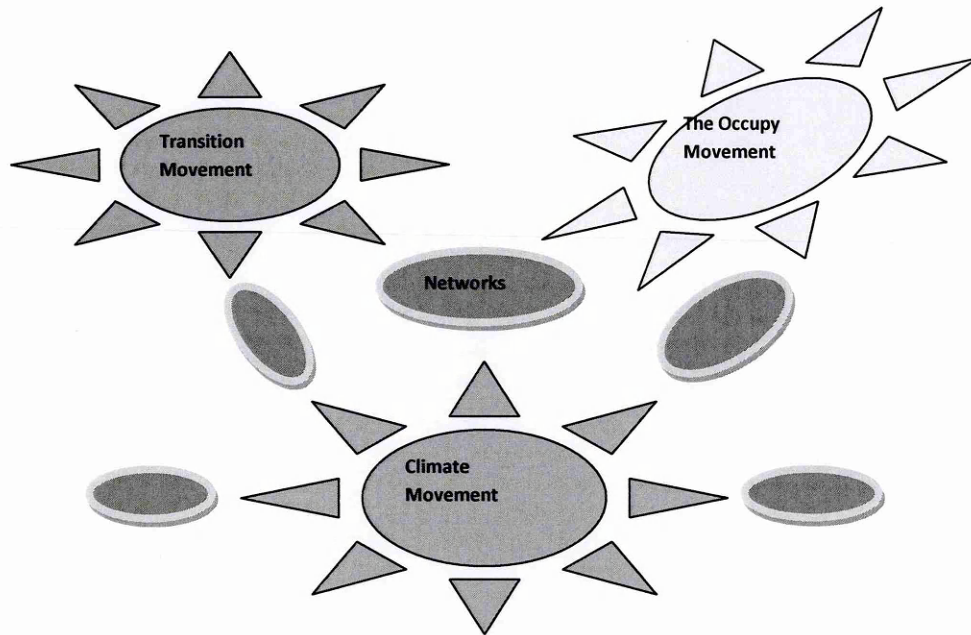 Transition
Movement
The Occupy
Movement
Networks
Climate
Movement